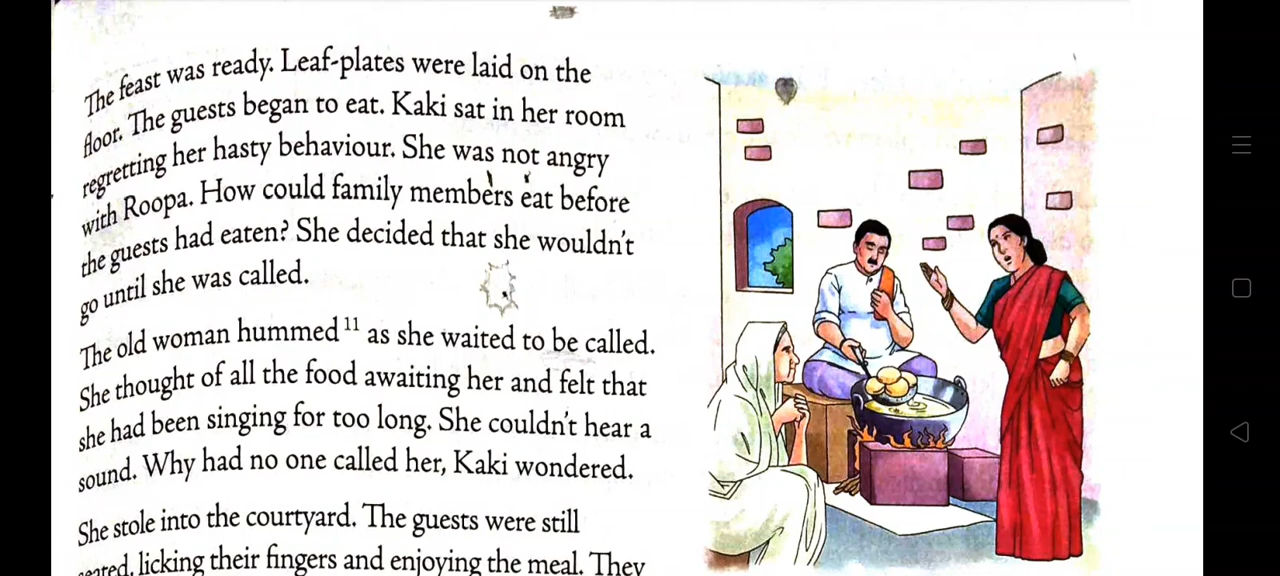 The feast was ready. Leaf-plates were laid on the
floor. The guests began to eat. Kaki sat in her room
regretting her hasty behaviour. She was not angry
with Roopa. How could family members eat before
the guests had eaten? She decided that she wouldn't
go until she was called.
The old woman hummed 11 as she waited to be called.
She thought of all the food awaiting her and felt that
she had been singing for too long. She couldn't hear a
sound. Why had no one called her, Kaki wondered.
She stole into the courtyard. The guests were still
seated, licking their fingers and enjoying the meal. They